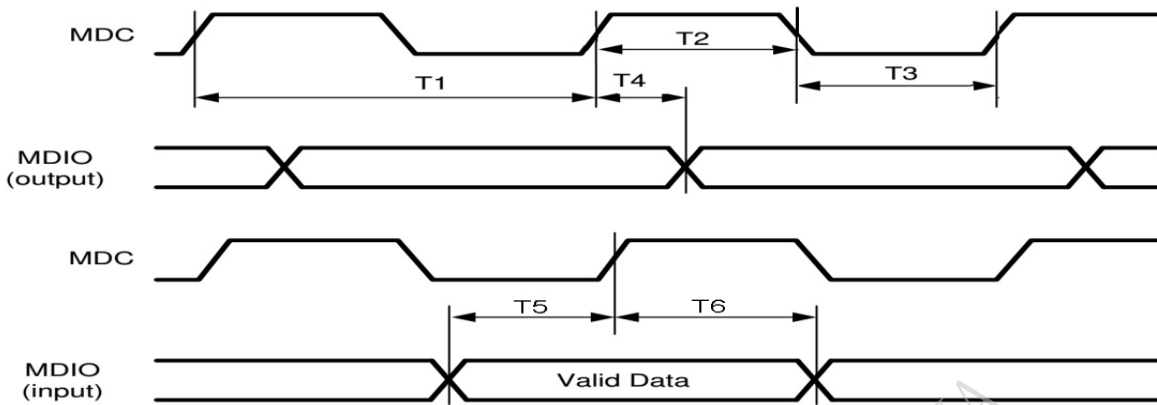 MDC
T1
T2
T3
T4
MDIO
(output)
MDC
T5
T6
MDIO
(input)
Valid Data